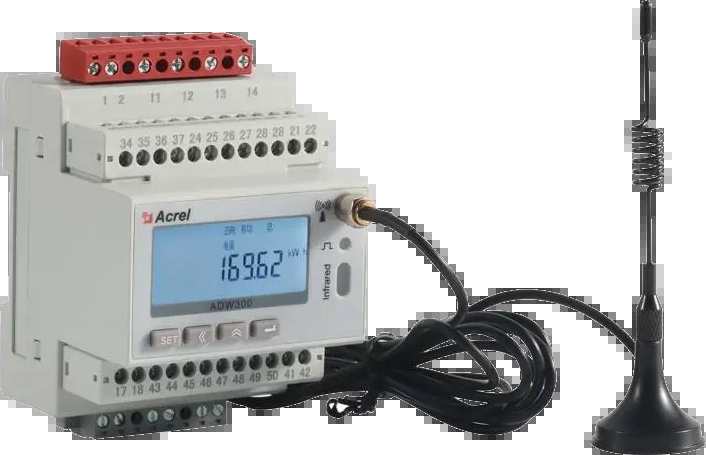 1 2 11 12 13 14
34 35 36 37 24 25 26 27 28 28 21 22
Acrel
169.62 kWh
Infrared
ADW300
SET
17 18 43 44 45 46 47 48 49 50 41 42